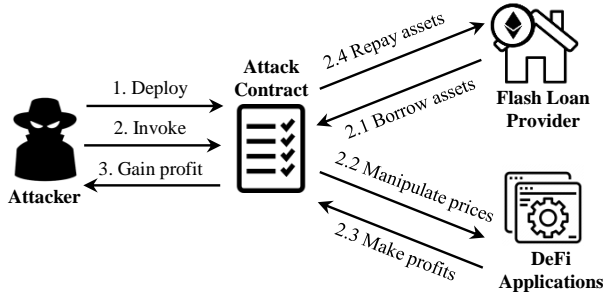 Attack
Contract
1. Deploy
2. Invoke
3. Gain profit
Attacker
2.4 Repay assets
2.1 Borrow assets
Flash Loan
Provider
2.2 Manipulate prices
2.3 Make profits
DeFi
Applications